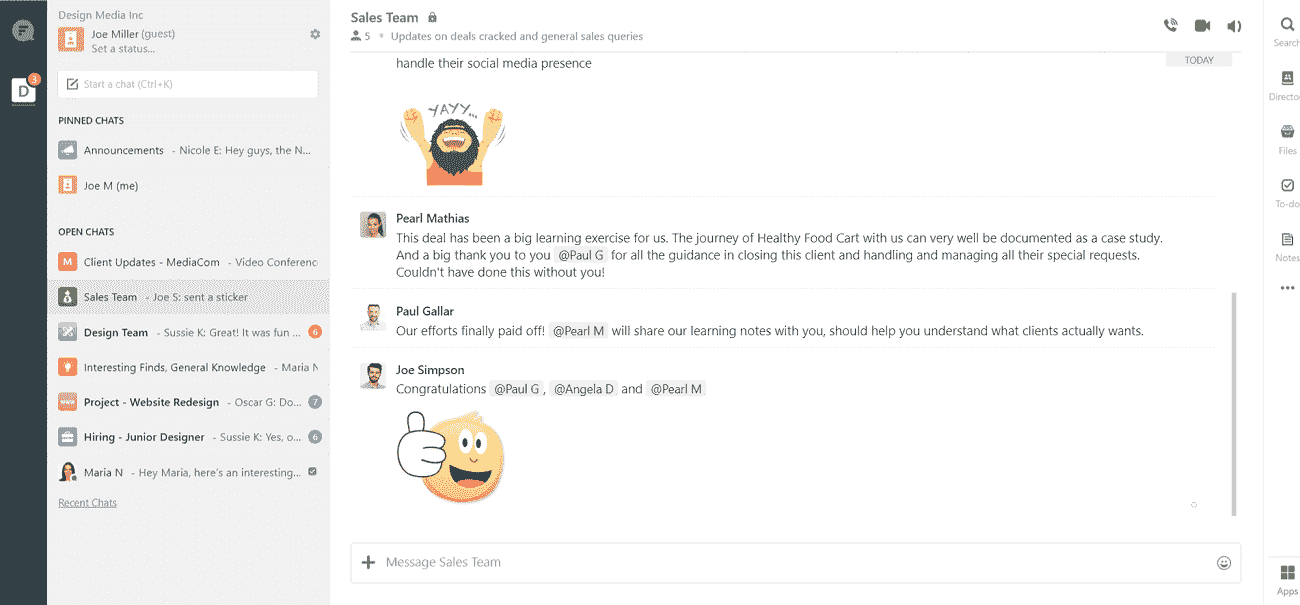 Design Media Inc
Joe Miller (guest)
Set a status...
D
3
Start a chat (Ctrl+K)
PINNED CHATS
Announcements - Nicole E: Hey guys, the N...
Joe M (me)
OPEN CHATS
M Client Updates - MediaCom - Video Conference
Sales Team - Joe S: sent a sticker
Design Team - Sussie K: Great! It was fun ... 6
Interesting Finds, General Knowledge - Maria N
Project - Website Redesign - Oscar G: Do... 7
Hiring - Junior Designer - Sussie K: Yes, o... 6
Maria N - Hey Maria, here's an interesting...
Recent Chats
Sales Team
5 Updates on deals cracked and general sales queries
TODAY
handle their social media presence
YAYY...
Pearl Mathias
This deal has been a big learning exercise for us. The journey of Healthy Food Cart with us can very well be documented as a case study.
And a big thank you to you @Paul G for all the guidance in closing this client and handling and managing all their special requests.
Couldn't have done this without you!
Paul Gallar
Our efforts finally paid off! @Pearl M will share our learning notes with you, should help you understand what clients actually wants.
Joe Simpson
Congratulations @Paul G , @Angela D and @Pearl M
Message Sales Team
Search
Directo
Files
To-do
Notes
Apps